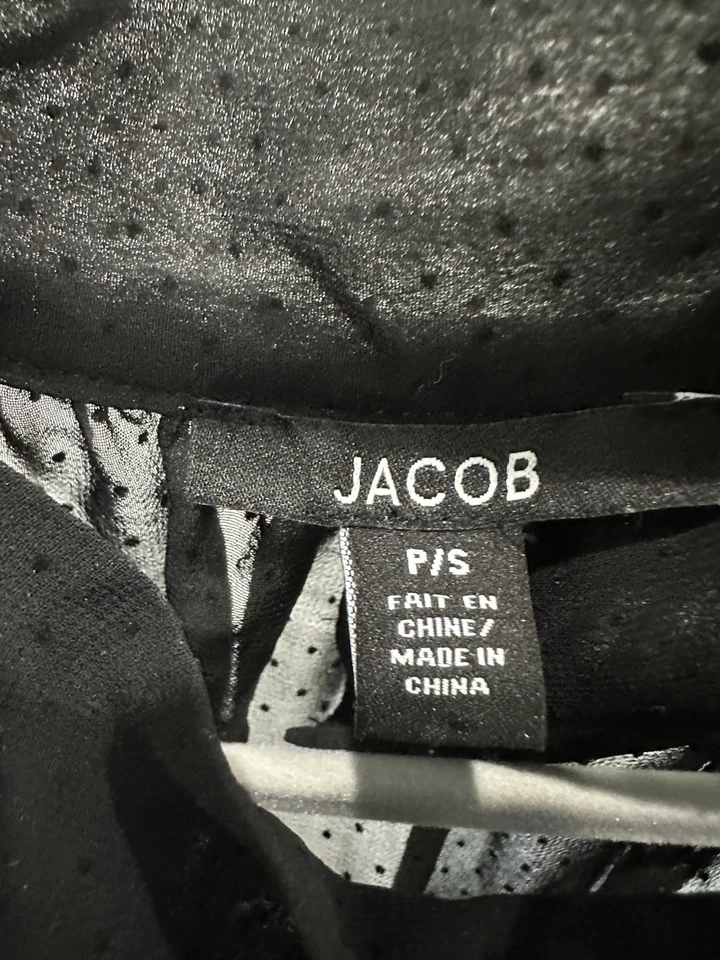 JACOB
P/S
FAIT EN
CHINE/
MADE IN
CHINA